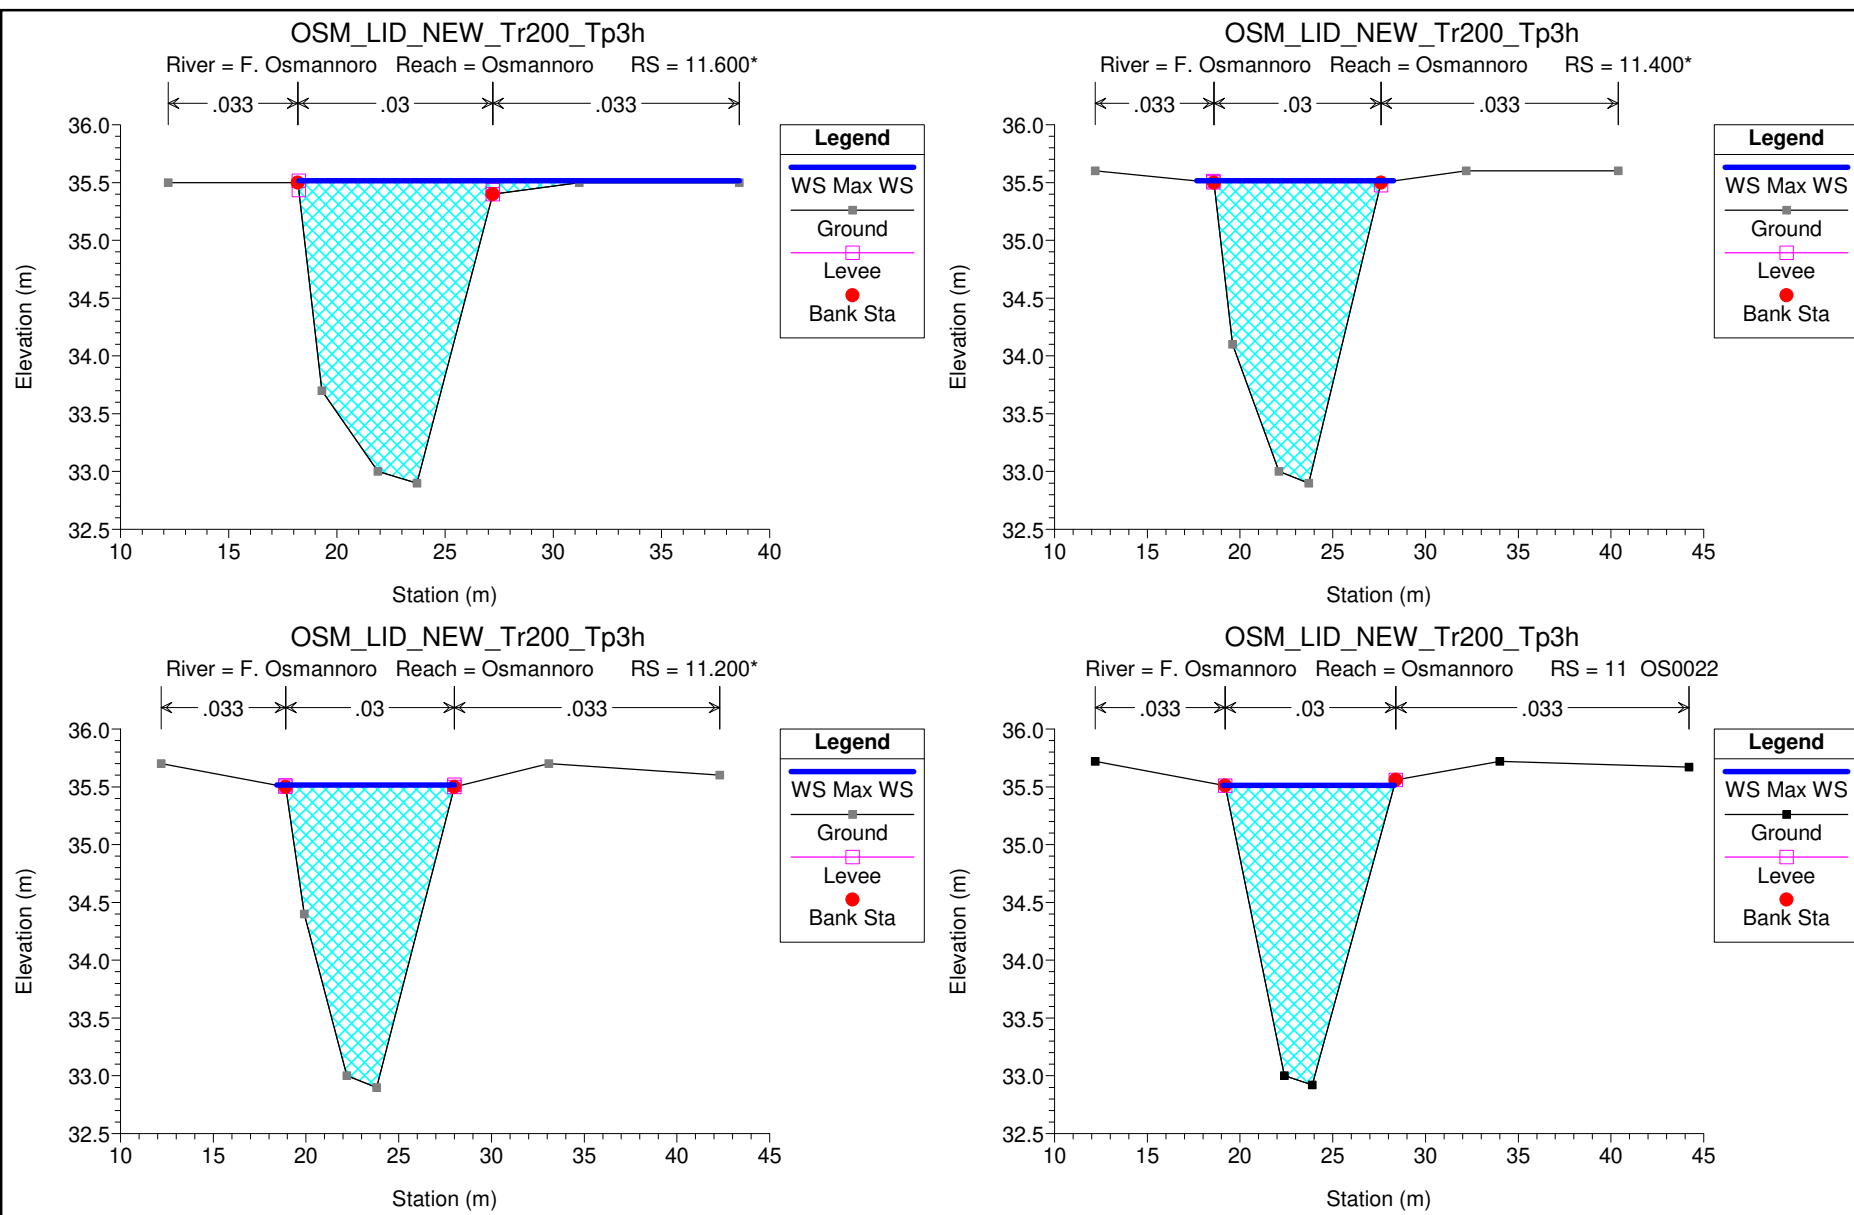 OSM_LID_NEW_Tr200_Tp3h
River = F. Osmannoro Reach = Osmannoro RS = 11.600*
.033 .03 .033
36.0
35.5
35.0
34.5
34.0
33.5
33.0
32.5
10 15 20 25 30 35 40
Station (m)
Elevation (m)
Legend
WS Max WS
Ground
Levee
Bank Sta
OSM_LID_NEW_Tr200_Tp3h
River = F. Osmannoro Reach = Osmannoro RS = 11.400*
.033 .03 .033
36.0
35.5
35.0
34.5
34.0
33.5
33.0
32.5
10 15 20 25 30 35 40 45
Station (m)
Elevation (m)
Legend
WS Max WS
Ground
Levee
Bank Sta
OSM_LID_NEW_Tr200_Tp3h
River = F. Osmannoro Reach = Osmannoro RS = 11.200*
.033 .03 .033
36.0
35.5
35.0
34.5
34.0
33.5
33.0
32.5
10 15 20 25 30 35 40 45
Station (m)
Elevation (m)
Legend
WS Max WS
Ground
Levee
Bank Sta
OSM_LID_NEW_Tr200_Tp3h
River = F. Osmannoro Reach = Osmannoro RS = 11 OS0022
.033 .03 .033
36.0
35.5
35.0
34.5
34.0
33.5
33.0
32.5
10 15 20 25 30 35 40 45
Station (m)
Elevation (m)
Legend
WS Max WS
Ground
Levee
Bank Sta